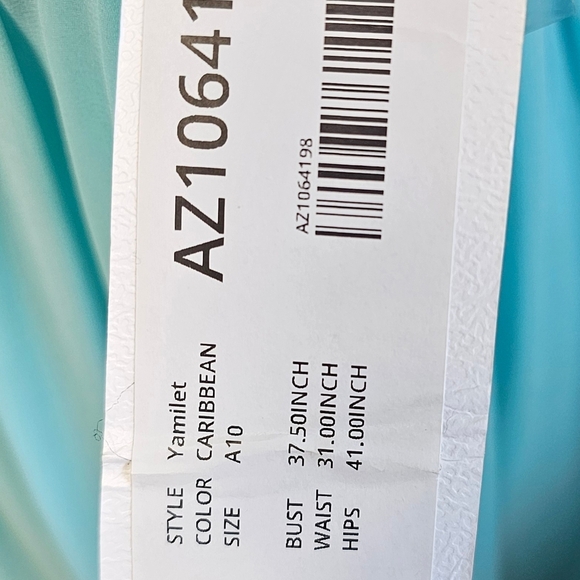 AZ10641
AZ1064198
STYLE Yamilet
COLOR CARIBBEAN
SIZE A10
BUST 37.50INCH
WAIST 31.00INCH
HIPS 41.00INCH